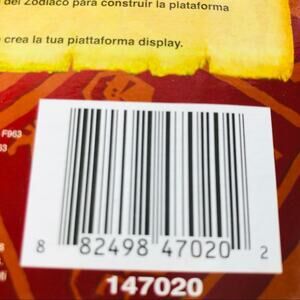 del Zodiaco para construir la plataforma
crea la tua piattaforma display.
F963
8 82498 47020 2
147020